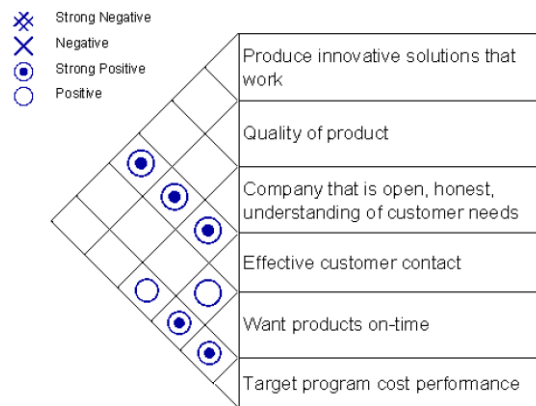 Strong Negative
Negative
Strong Positive
Positive
Produce innovative solutions that
work
Quality of product
Company that is open, honest,
understanding of customer needs
Effective customer contact
Want products on-time
Target program cost performance